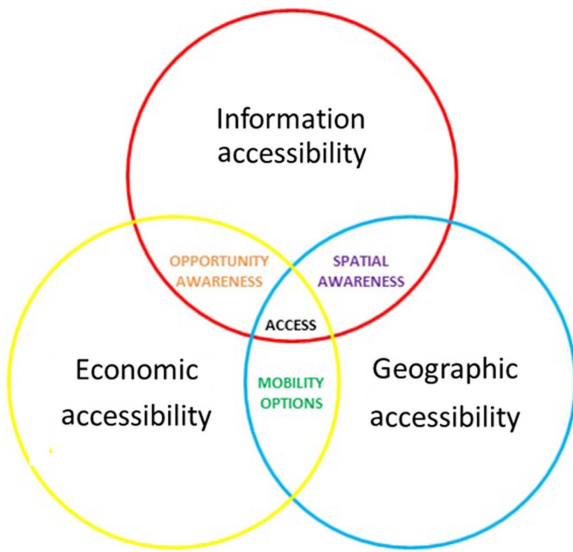 Information
accessibility
OPPORTUNITY
AWARENESS
SPATIAL
AWARENESS
ACCESS
Economic
accessibility
MOBILITY
OPTIONS
Geographic
accessibility